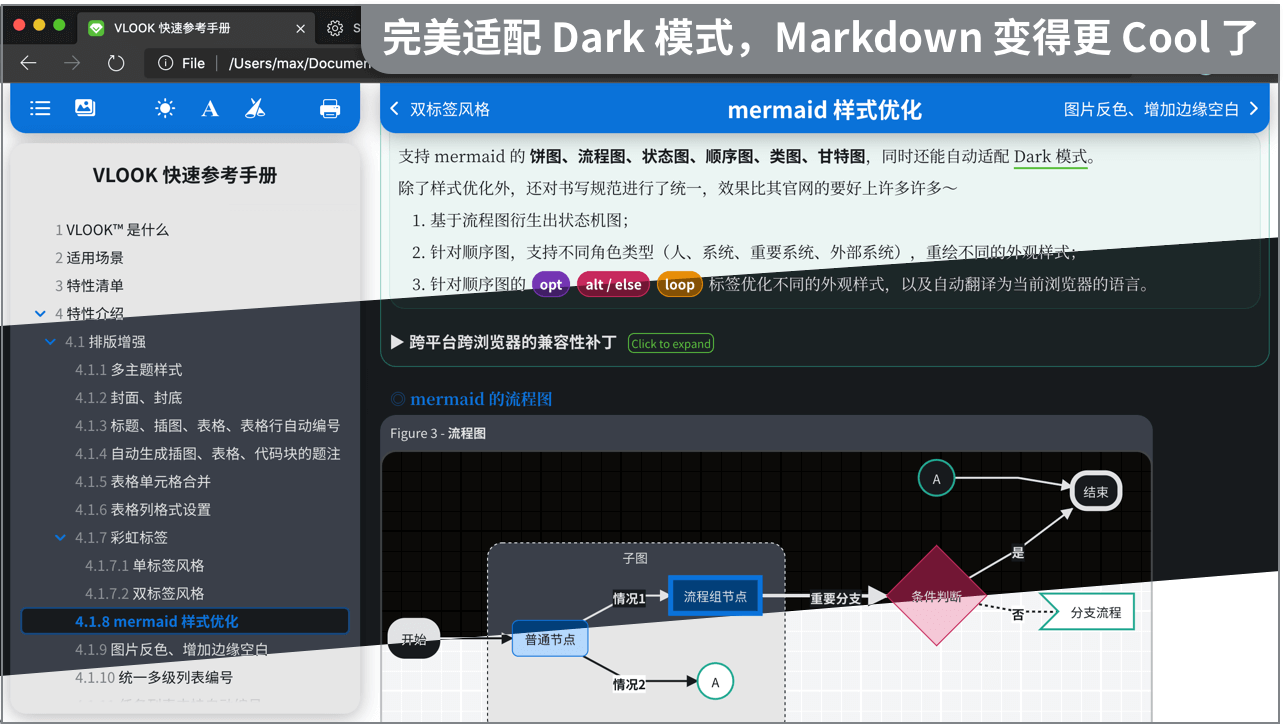 完美适配 Dark 模式，Markdown 变得更 Cool 了
VLOOK 快速参考手册
File
/Users/max/Documen
双标签风格
mermaid 样式优化
图片反色、增加边缘空白
VLOOK 快速参考手册
1 VLOOK™ 是什么
2 适用场景
3 特性清单
4 特性介绍
4.1 排版增强
4.1.1 多主题样式
4.1.2 封面、封底
4.1.3 标题、插图、表格、表格行自动编号
4.1.4 自动生成插图、表格、代码块的题注
4.1.5 表格单元格合并
4.1.6 表格列格式设置
4.1.7 彩虹标签
4.1.7.1 单标签风格
4.1.7.2 双标签风格
4.1.8 mermaid 样式优化
4.1.9 图片反色、增加边缘空白
4.1.10 统一多级列表编号
支持 mermaid 的 饼图、流程图、状态图、顺序图、类图、甘特图，同时还能自动适配 Dark 模式。
除了样式优化外，还对书写规范进行了统一，效果比其官网的要好上许多许多～
1. 基于流程图衍生出状态机图；
2. 针对顺序图，支持不同角色类型（人、系统、重要系统、外部系统），重绘不同的外观样式；
3. 针对顺序图的 opt alt / else loop 标签优化不同的外观样式，以及自动翻译为当前浏览器的语言。
▶ 跨平台跨浏览器的兼容性补丁 Click to expand
◎ mermaid 的流程图
Figure 3 - 流程图
A
结束
是
子图
情况1
流程组节点
重要分支
条件判断
否
分支流程
开始
普通节点
情况2
A